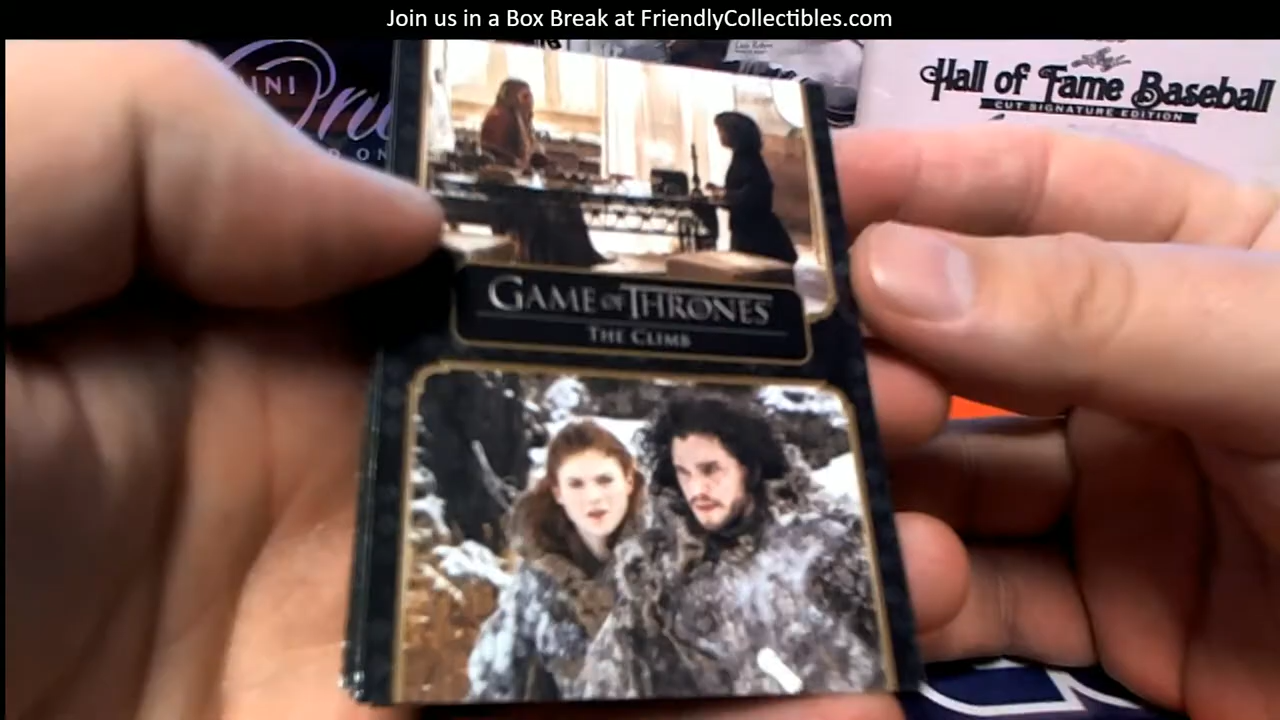 Join us in a Box Break at FriendlyCollectibles.com
INI
Hall of Fame Baseball
CUT SIGNATURE EDITION
GAME OF THRONES
THE CLIMB